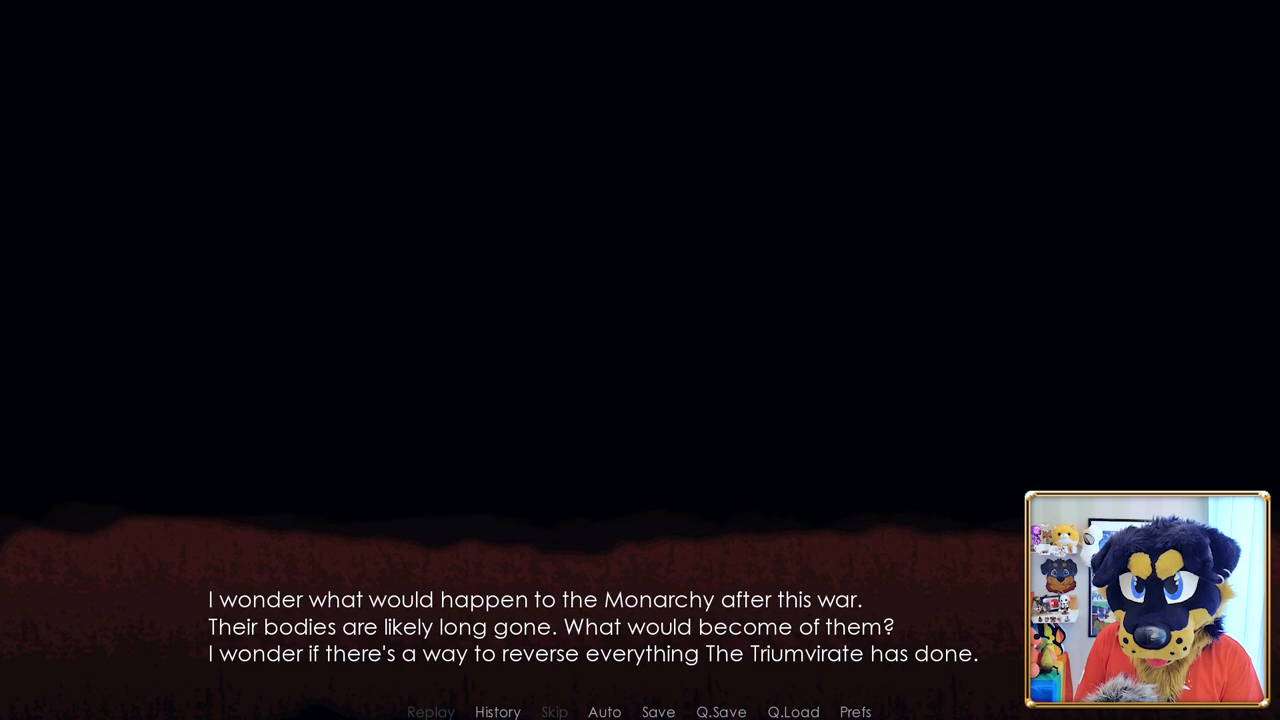 I wonder what would happen to the Monarchy after this war.
Their bodies are likely long gone. What would become of them?
I wonder if there's a way to reverse everything The Triumvirate has done.
Replay History Skip Auto Save Q.Save Q.Load Prefs